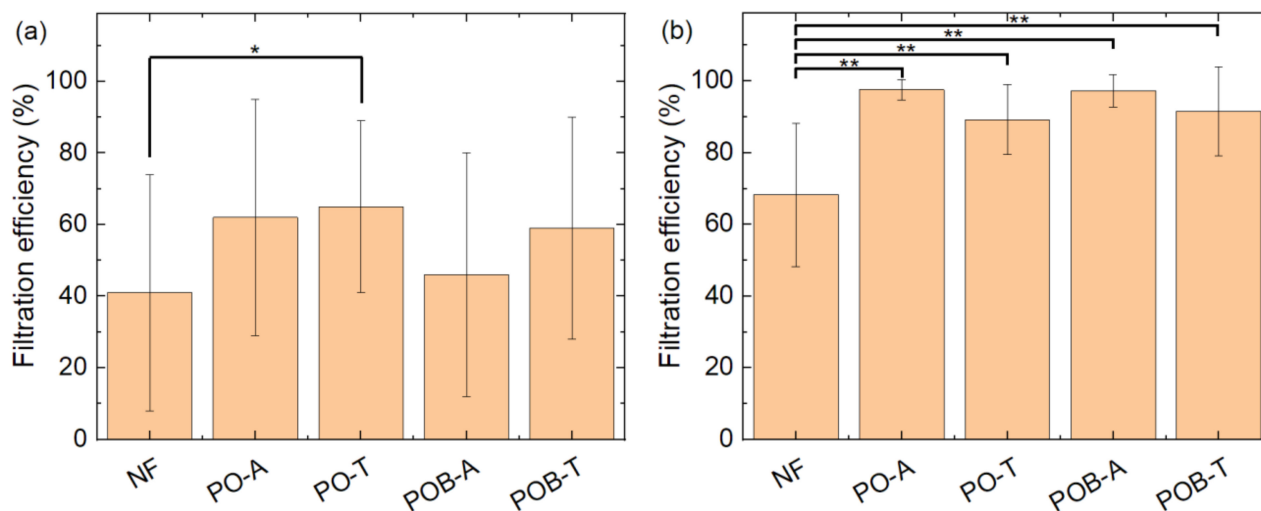 (a)
Filtration efficiency (%)
100
80
60
40
20
0
*
NF
PO-A
PO-T
POB-A
POB-T
(b)
Filtration efficiency (%)
100
80
60
40
20
0
**
**
**
**
NF
PO-A
PO-T
POB-A
POB-T